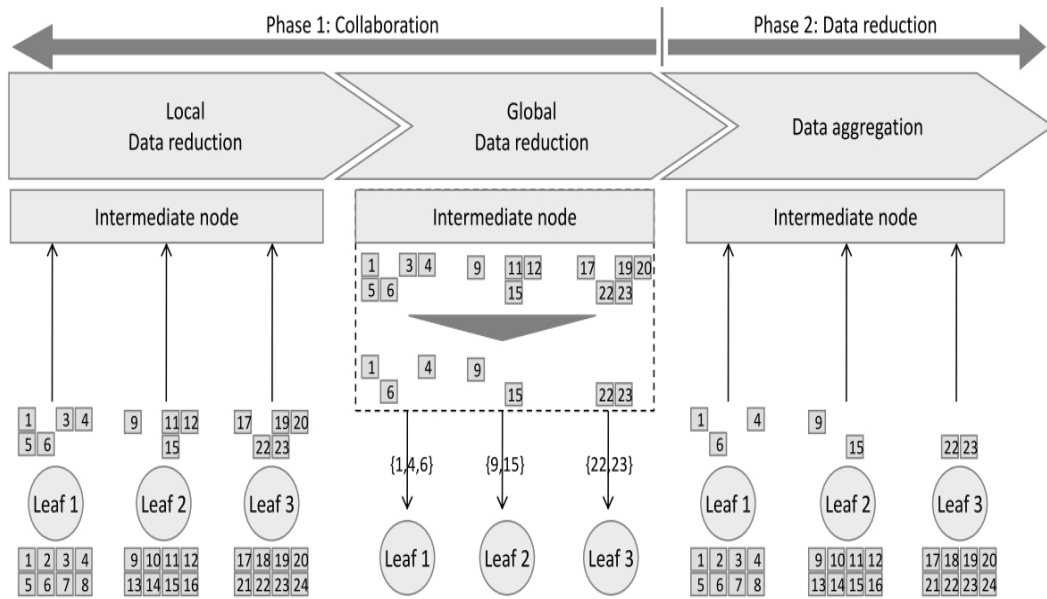 Phase 1: Collaboration
Phase 2: Data reduction
Local
Data reduction
Global
Data reduction
Data aggregation
Intermediate node
Intermediate node
Intermediate node
1 3 4 9 11 12 17 19 20
5 6 15 22 23
1 4 9
6 15 22 23
1 3 4 9 11 12 17 19 20
5 6 15 22 23
1 4 9
6 15 22 23
{1,4,6} {9,15} {22,23}
Leaf 1 Leaf 2 Leaf 3
Leaf 1 Leaf 2 Leaf 3
Leaf 1 Leaf 2 Leaf 3
1 2 3 4 9 10 11 12 17 18 19 20
5 6 7 8 13 14 15 16 21 22 23 24
1 2 3 4 9 10 11 12 17 18 19 20
5 6 7 8 13 14 15 16 21 22 23 24